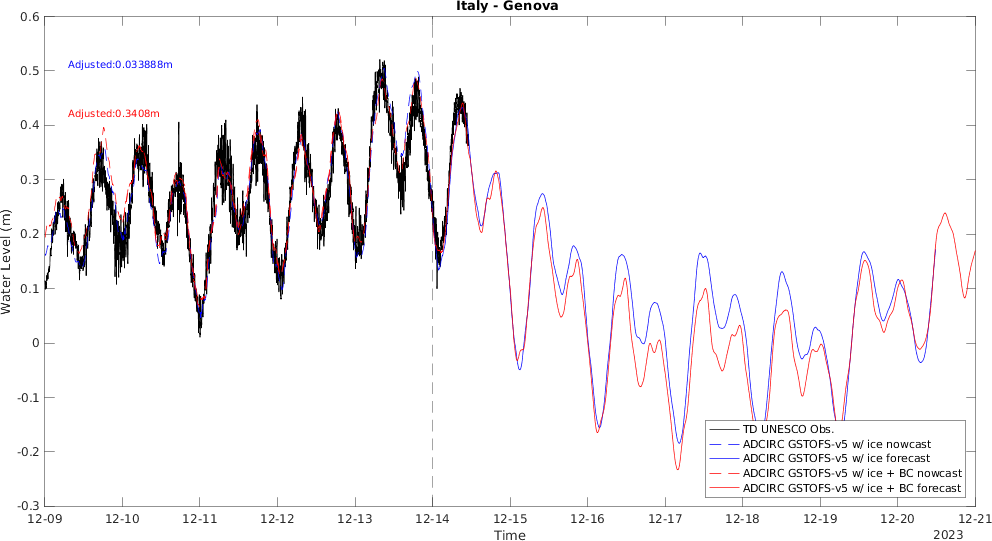 Italy - Genova
0.6
0.5
0.4
0.3
0.2
0.1
0
-0.1
-0.2
-0.3
Water Level (m)
Adjusted:0.033888m
Adjusted:0.3408m
TD UNESCO Obs.
ADCIRC GSTOFS-v5 w/ ice nowcast
ADCIRC GSTOFS-v5 w/ ice forecast
ADCIRC GSTOFS-v5 w/ ice + BC nowcast
ADCIRC GSTOFS-v5 w/ ice + BC forecast
12-09 12-10 12-11 12-12 12-13 12-14 12-15 12-16 12-17 12-18 12-19 12-20 12-21
Time
2023